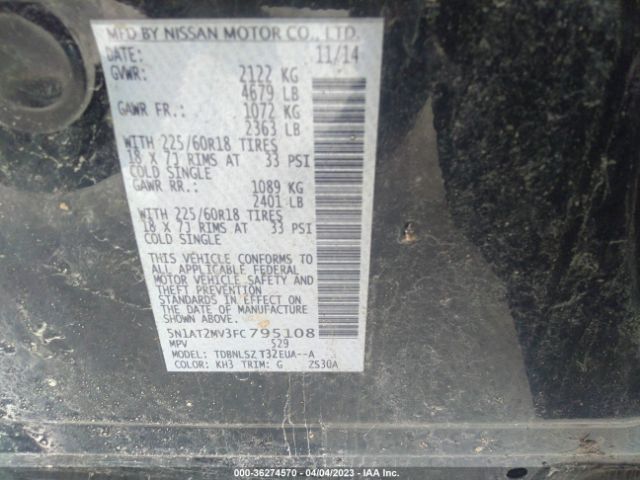 MFD BY NISSAN MOTOR CO., LTD.
DATE: 11/14
GVWR: 2122 KG
4679 LB
GAWR FR.: 1072 KG
2363 LB
WITH 225/60R18 TIRES
18 X 7J RIMS AT 33 PSI
COLD SINGLE
GAWR RR.: 1089 KG
2401 LB
WITH 225/60R18 TIRES
18 X 7J RIMS AT 33 PSI
COLD SINGLE
THIS VEHICLE CONFORMS TO
ALL APPLICABLE FEDERAL
MOTOR VEHICLE SAFETY AND
THEFT PREVENTION
STANDARDS IN EFFECT ON
THE DATE OF MANUFACTURE
SHOWN ABOVE.
5N1AT2MV3FC795108
MPV 529
MODEL: TDBNLSZ T32EUA--A
COLOR: KH3 TRIM: G ZS30A
000-36274570 - 04/04/2023 - IAA Inc.